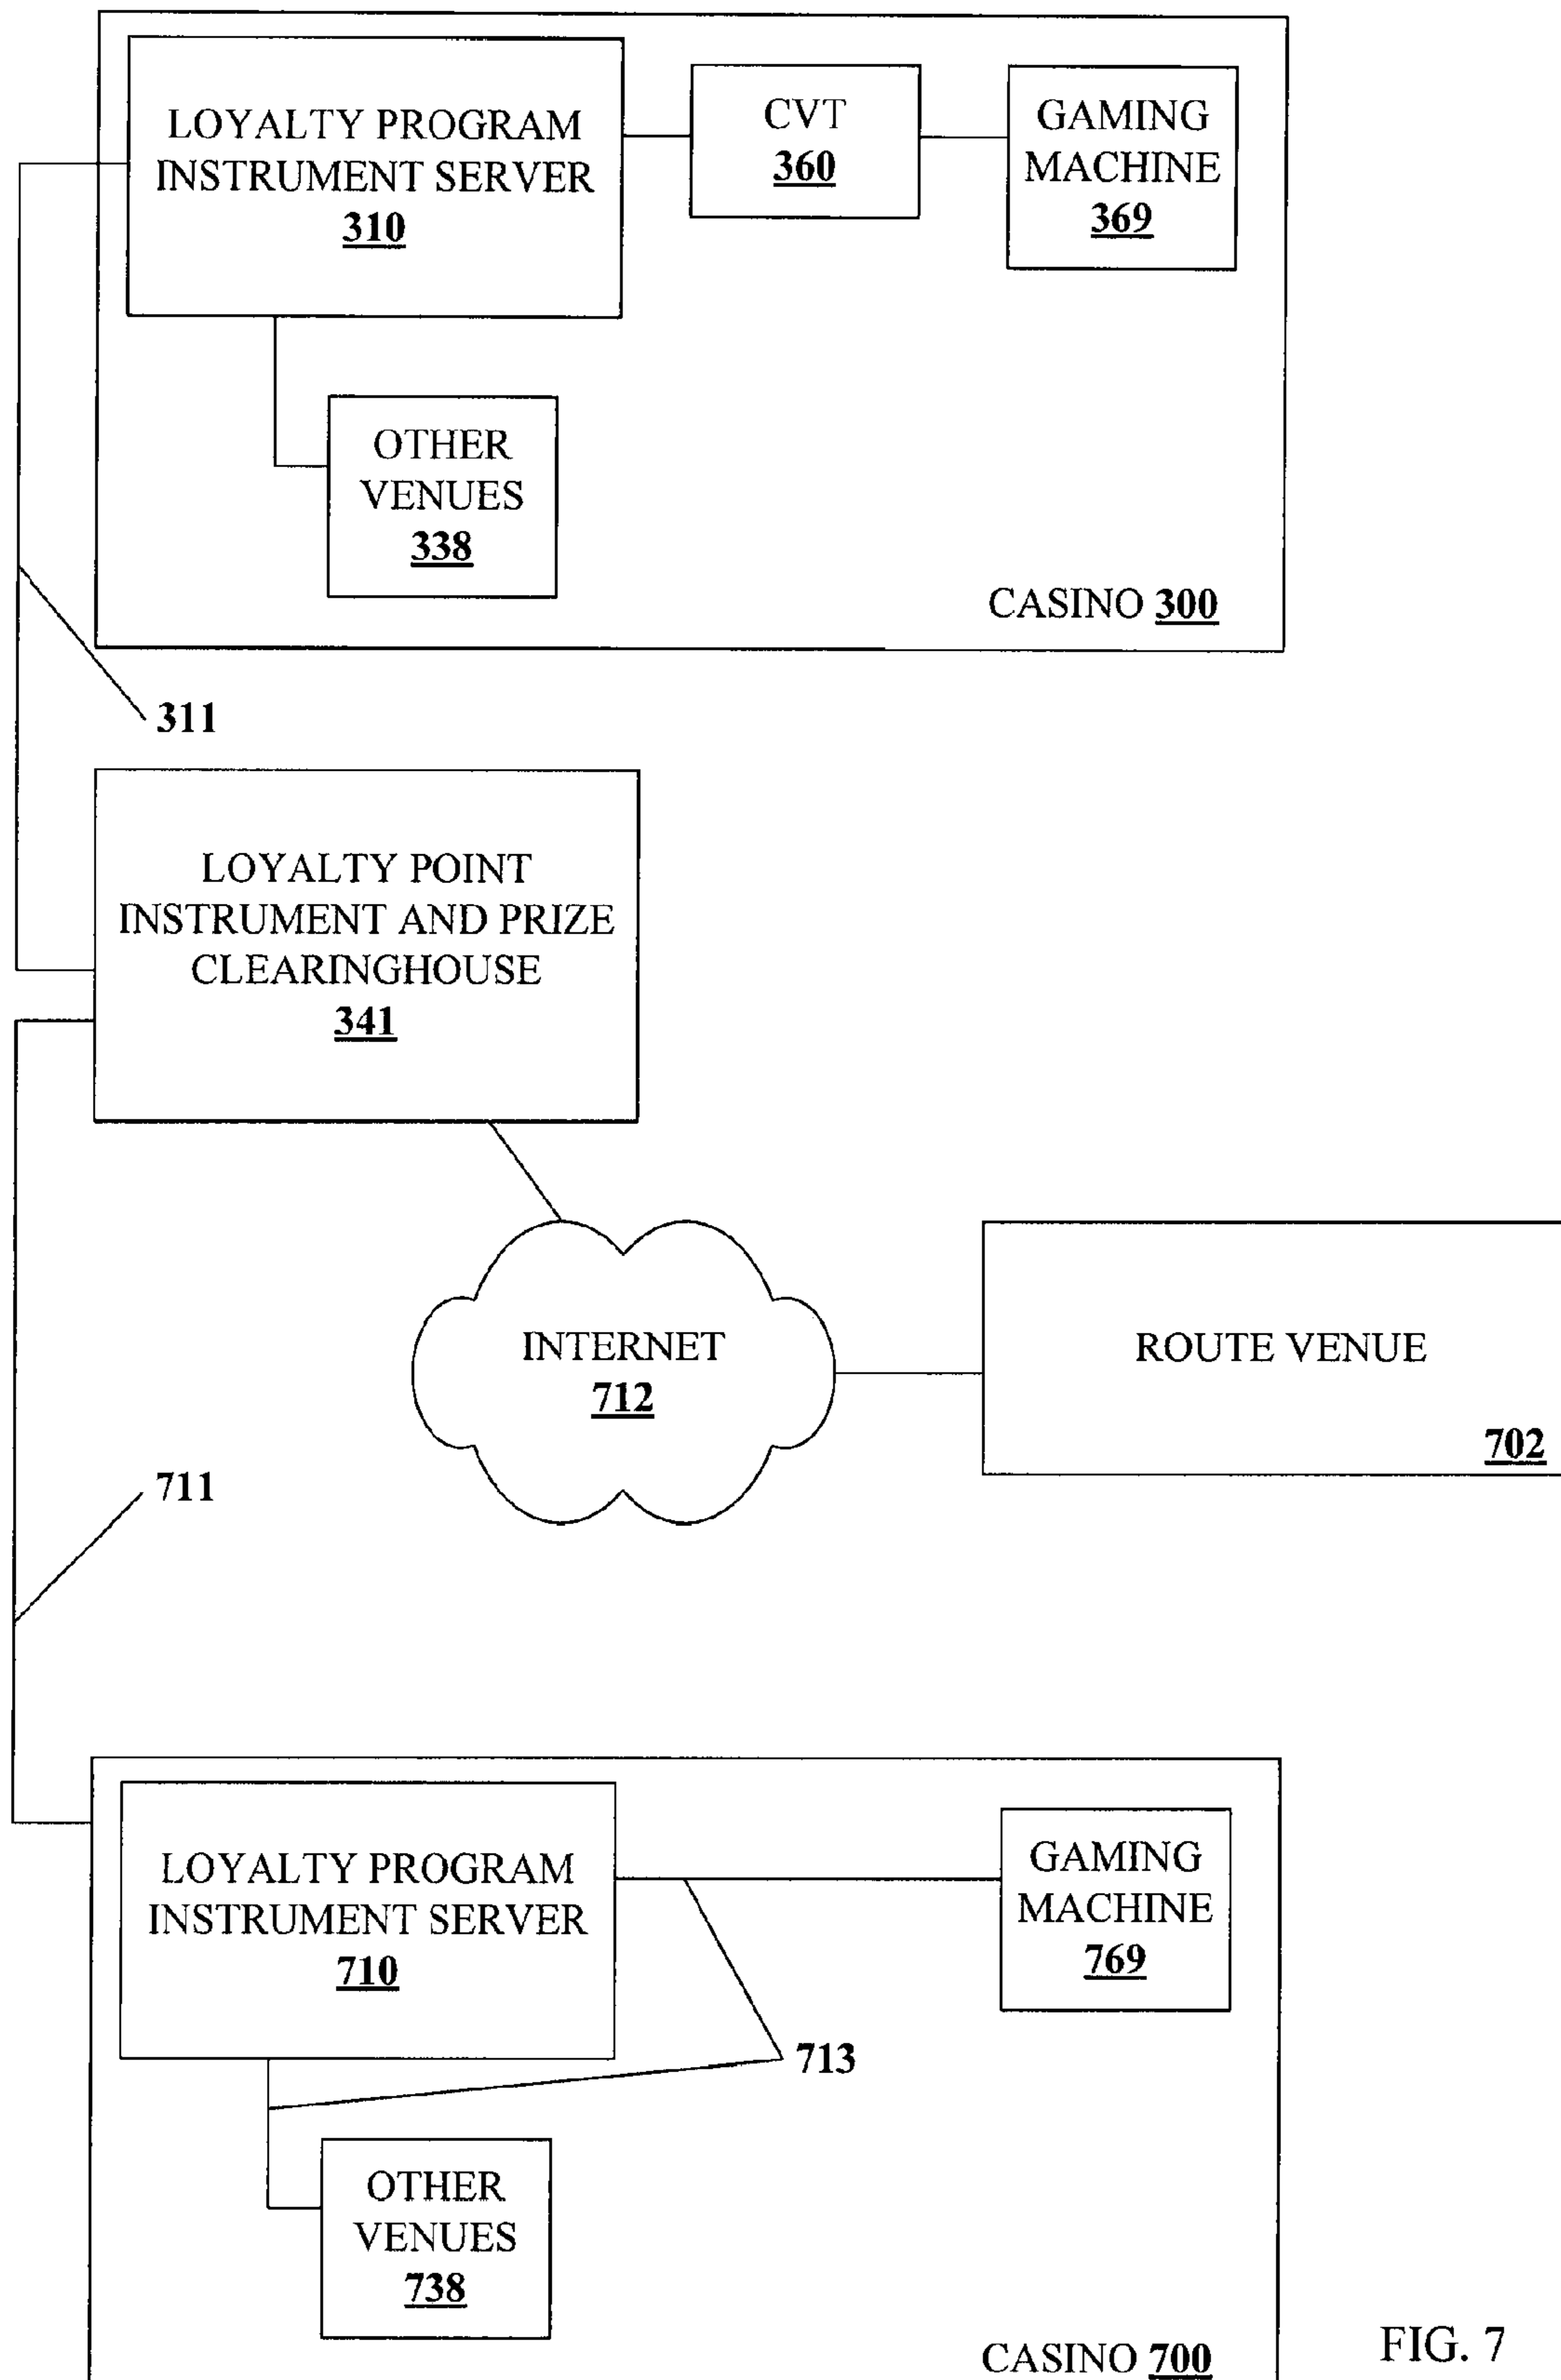 LOYALTY PROGRAM
INSTRUMENT SERVER
310
CVT
360
GAMING
MACHINE
369
OTHER
VENUES
338
CASINO 300
311
LOYALTY POINT
INSTRUMENT AND PRIZE
CLEARINGHOUSE
341
INTERNET
712
ROUTE VENUE
702
711
LOYALTY PROGRAM
INSTRUMENT SERVER
710
GAMING
MACHINE
769
713
OTHER
VENUES
738
CASINO 700
FIG. 7